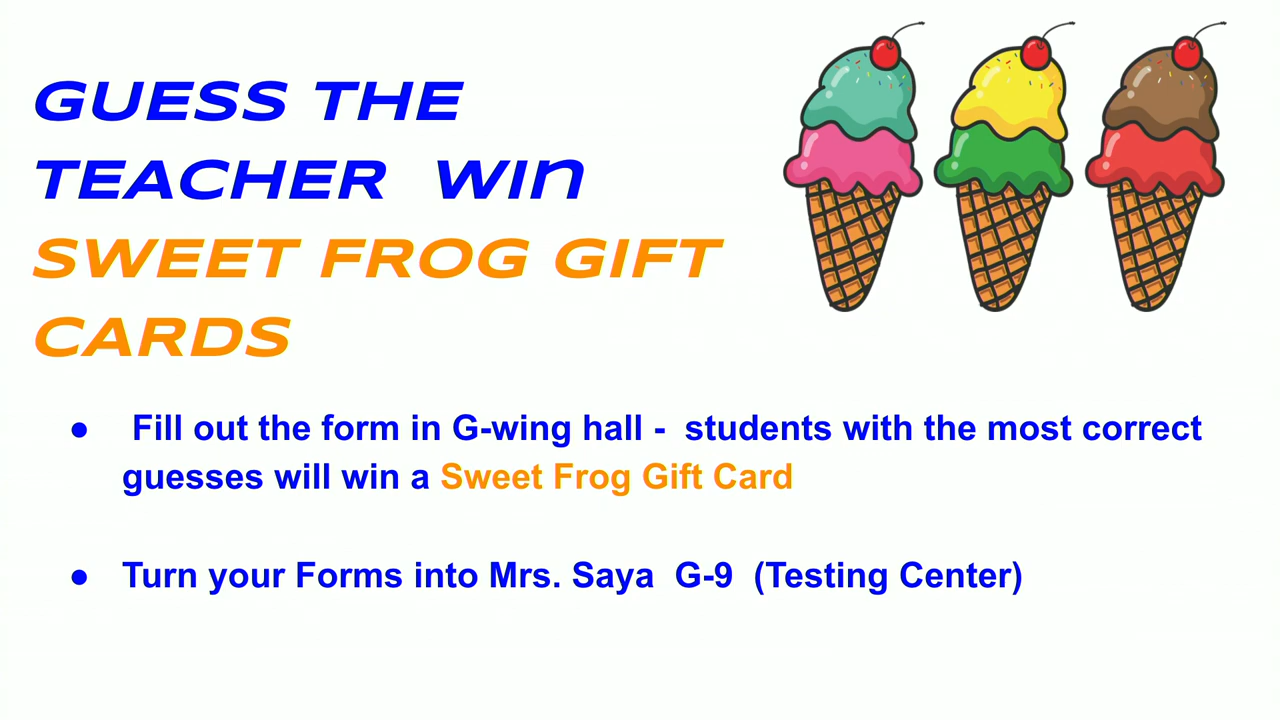 GUESS THE
TEACHER WIn
SWEET FROG GIFT
CARDS
● Fill out the form in G-wing hall - students with the most correct
guesses will win a Sweet Frog Gift Card
● Turn your Forms into Mrs. Saya G-9 (Testing Center)